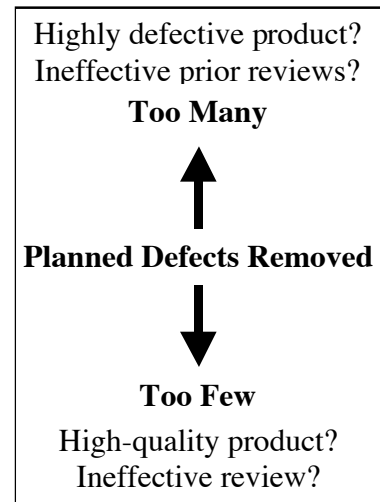 Highly defective product?
Ineffective prior reviews?
Too Many
Planned Defects Removed
Too Few
High-quality product?
Ineffective review?